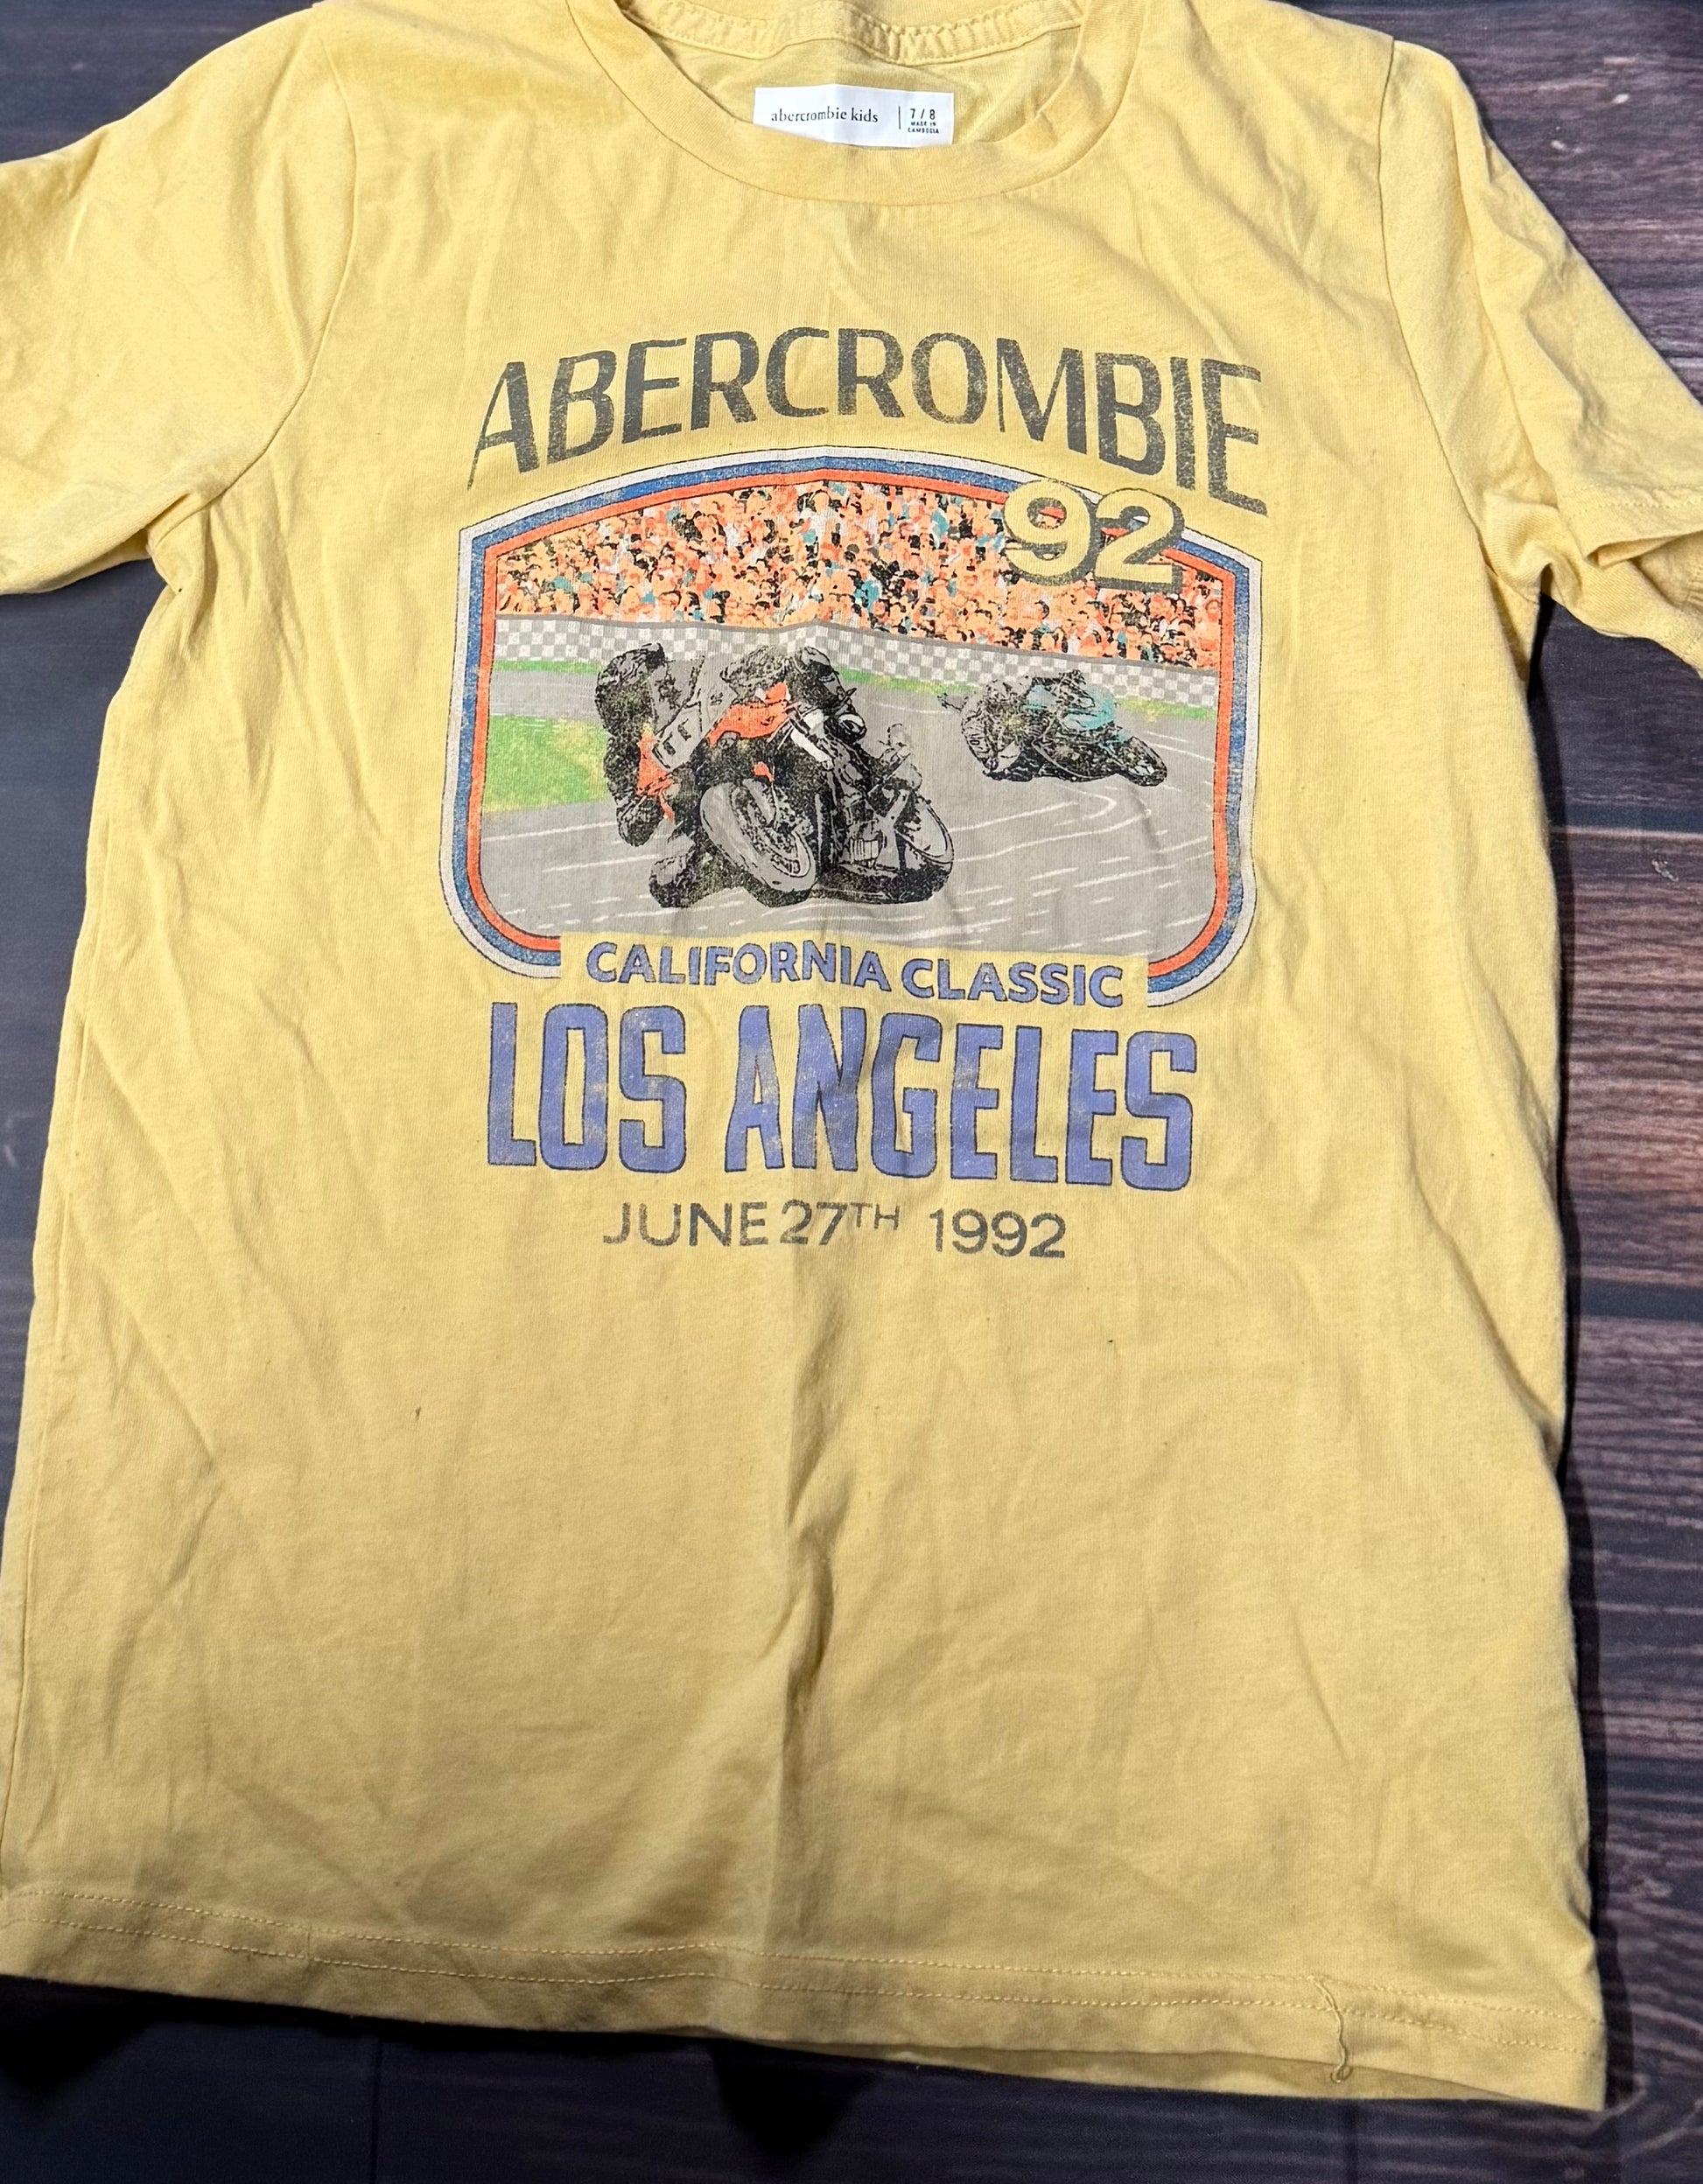 abercrombie kids
7/8
MADE IN
CAMBODIA
ABERCROMBIE
92
CALIFORNIA CLASSIC
LOS ANGELES
JUNE 27TH 1992